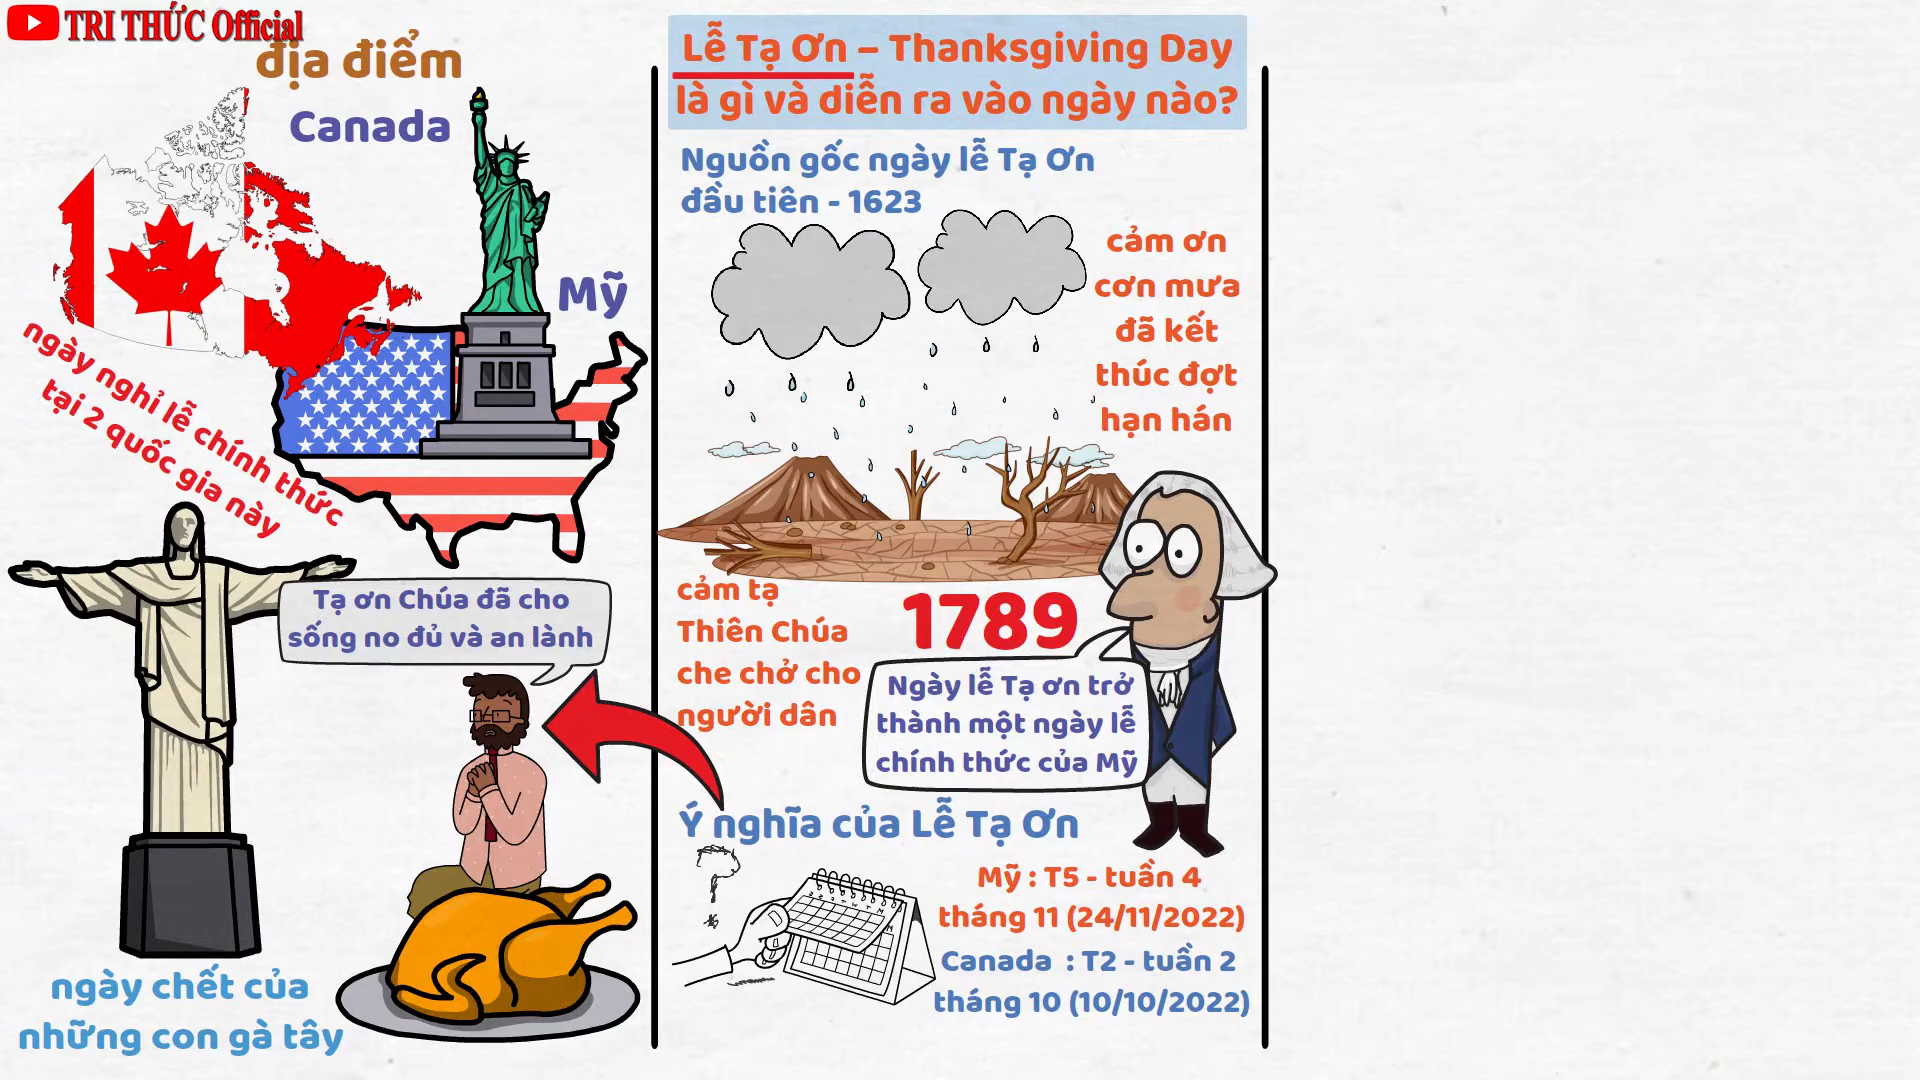 TRI THỨC Official
địa điểm
Canada
Mỹ
ngày nghỉ lễ chính thức
tại 2 quốc gia này
Tạ ơn Chúa đã cho
sống no đủ và an lành
ngày chết của
những con gà tây
Lễ Tạ Ơn – Thanksgiving Day
là gì và diễn ra vào ngày nào?
Nguồn gốc ngày lễ Tạ Ơn
đầu tiên - 1623
cảm ơn
cơn mưa
đã kết
thúc đợt
hạn hán
cảm tạ
Thiên Chúa
che chở cho
người dân
1789
Ngày lễ Tạ ơn trở
thành một ngày lễ
chính thức của Mỹ
Ý nghĩa của Lễ Tạ Ơn
Mỹ : T5 - tuần 4
tháng 11 (24/11/2022)
Canada : T2 - tuần 2
tháng 10 (10/10/2022)